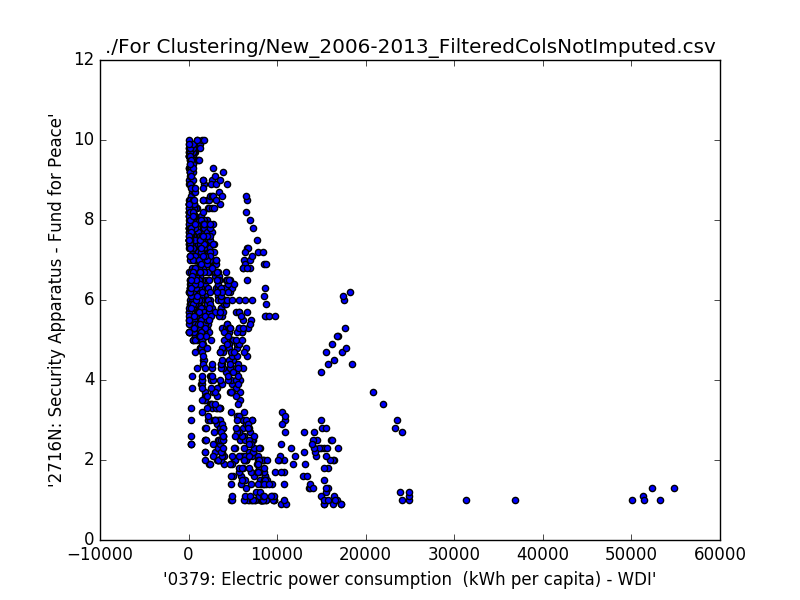 ./For Clustering/New_2006-2013_FilteredColsNotImputed.csv
12
10
8
6
4
2
0
'2716N: Security Apparatus - Fund for Peace'
−10000 0 10000 20000 30000 40000 50000 60000
'0379: Electric power consumption  (kWh per capita) - WDI'